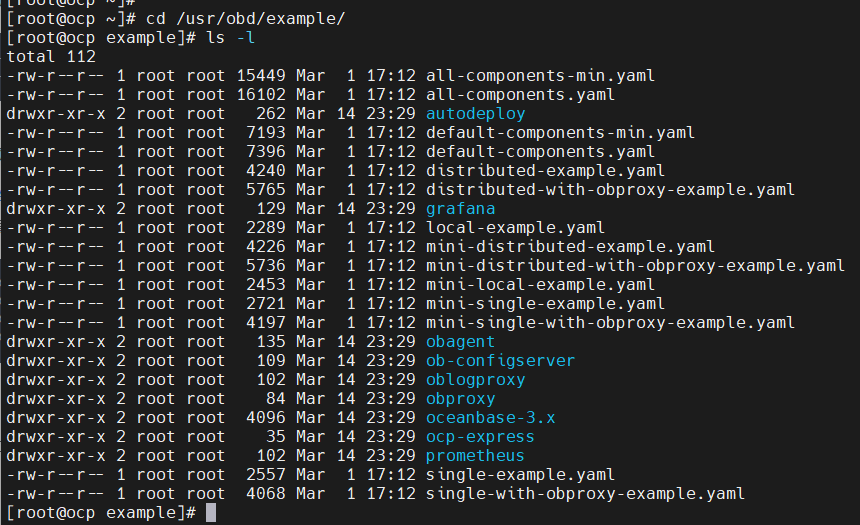 [root@ocp ~]#
[root@ocp ~]# cd /usr/obd/example/
[root@ocp example]# ls -l
total 112
-rw-r--r-- 1 root root 15449 Mar  1 17:12 all-components-min.yaml
-rw-r--r-- 1 root root 16102 Mar  1 17:12 all-components.yaml
drwxr-xr-x 2 root root   262 Mar 14 23:29 autodeploy
-rw-r--r-- 1 root root  7193 Mar  1 17:12 default-components-min.yaml
-rw-r--r-- 1 root root  7396 Mar  1 17:12 default-components.yaml
-rw-r--r-- 1 root root  4240 Mar  1 17:12 distributed-example.yaml
-rw-r--r-- 1 root root  5765 Mar  1 17:12 distributed-with-obproxy-example.yaml
drwxr-xr-x 2 root root   129 Mar 14 23:29 grafana
-rw-r--r-- 1 root root  2289 Mar  1 17:12 local-example.yaml
-rw-r--r-- 1 root root  4226 Mar  1 17:12 mini-distributed-example.yaml
-rw-r--r-- 1 root root  5736 Mar  1 17:12 mini-distributed-with-obproxy-example.yaml
-rw-r--r-- 1 root root  2453 Mar  1 17:12 mini-local-example.yaml
-rw-r--r-- 1 root root  2721 Mar  1 17:12 mini-single-example.yaml
-rw-r--r-- 1 root root  4197 Mar  1 17:12 mini-single-with-obproxy-example.yaml
drwxr-xr-x 2 root root   135 Mar 14 23:29 obagent
drwxr-xr-x 2 root root   109 Mar 14 23:29 ob-configserver
drwxr-xr-x 2 root root   102 Mar 14 23:29 oblogproxy
drwxr-xr-x 2 root root    84 Mar 14 23:29 obproxy
drwxr-xr-x 2 root root  4096 Mar 14 23:29 oceanbase-3.x
drwxr-xr-x 2 root root    35 Mar 14 23:29 ocp-express
drwxr-xr-x 2 root root   102 Mar 14 23:29 prometheus
-rw-r--r-- 1 root root  2557 Mar  1 17:12 single-example.yaml
-rw-r--r-- 1 root root  4068 Mar  1 17:12 single-with-obproxy-example.yaml
[root@ocp example]#